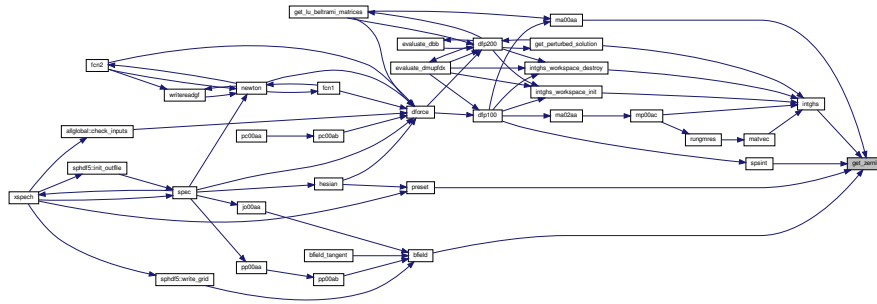 get_lu_beltrami_matrices
ma00aa
evaluate_dbb
dfp200
get_perturbed_solution
fcn2
evaluate_dmupfdx
intghs_workspace_destroy
newton
fcn1
writereadgf
intghs_workspace_init
intghs
dforce
dfp100
ma02aa
mp00ac
allglobal::check_inputs
pc00aa
pc00ab
rungmres
matvec
spsint
get_zerni
sphdf5::init_outfile
hesian
preset
spec
xspech
jo00aa
bfield_tangent
bfield
pp00aa
pp00ab
sphdf5::write_grid